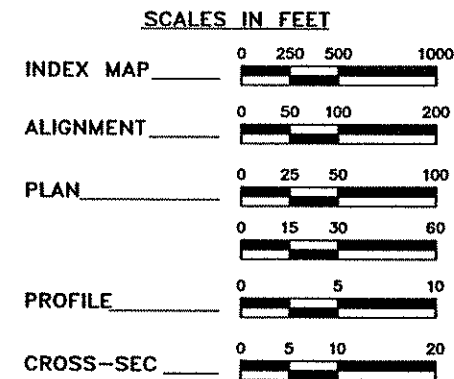 SCALES IN FEET
0 250 500 1000
INDEX MAP
0 50 100 200
ALIGNMENT
0 25 50 100
PLAN
0 15 30 60
0 5 10
PROFILE
0 5 10 20
CROSS-SEC